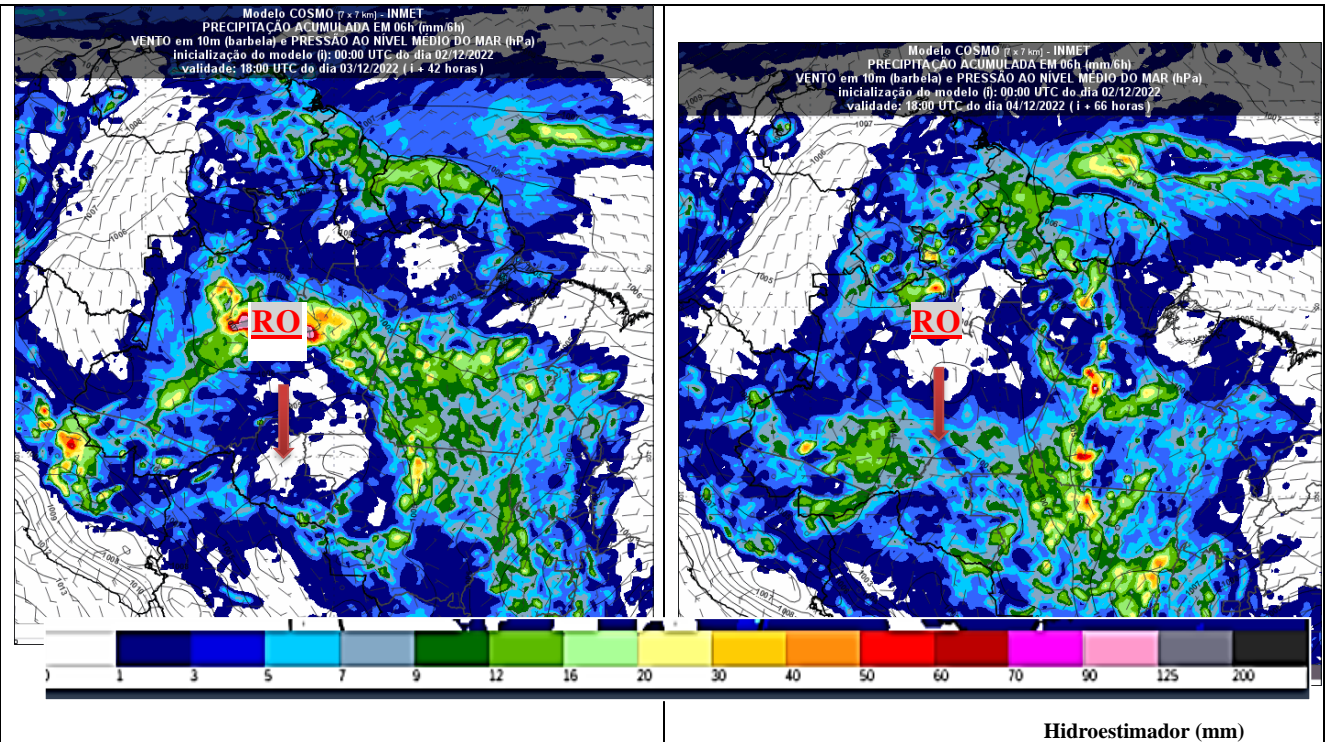 Modelo COSMO [7 x 7 km] - INMET
PRECIPITAÇÃO ACUMULADA EM 06h (mm/6h)
VENTO em 10m (barbela) e PRESSÃO AO NÍVEL MÉDIO DO MAR (hPa)
inicialização do modelo (i): 00:00 UTC do dia 02/12/2022
validade: 18:00 UTC do dia 03/12/2022 ( i + 42 horas )
Modelo COSMO [7 x 7 km] - INMET
PRECIPITAÇÃO ACUMULADA EM 06h (mm/6h)
VENTO em 10m (barbela) e PRESSÃO AO NÍVEL MÉDIO DO MAR (hPa)
inicialização do modelo (i): 00:00 UTC do dia 02/12/2022
validade: 18:00 UTC do dia 04/12/2022 ( i + 66 horas )
RO
RO
1 3 5 7 9 12 16 20 30 40 50 60 70 90 125 200
Hidroestimador (mm)